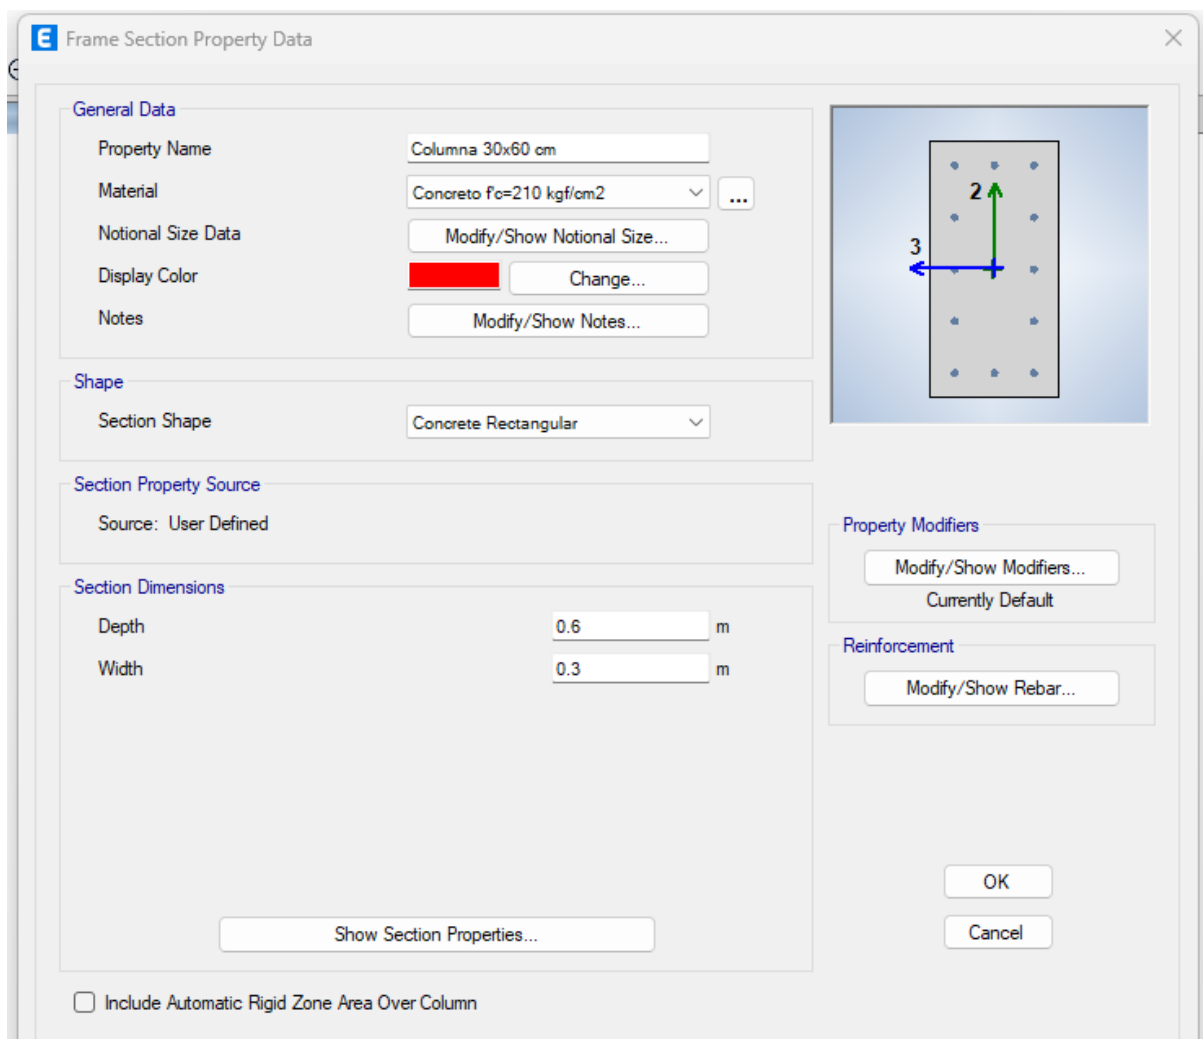 E Frame Section Property Data
General Data
Property Name Columna 30x60 cm
Material Concreto f'c=210 kgf/cm2 ...
Notional Size Data Modify/Show Notional Size...
Display Color Change...
Notes Modify/Show Notes...
Shape
Section Shape Concrete Rectangular
Section Property Source
Source: User Defined
Section Dimensions
Depth 0.6 m
Width 0.3 m
Show Section Properties...
Include Automatic Rigid Zone Area Over Column
2
3
Property Modifiers
Modify/Show Modifiers...
Currently Default
Reinforcement
Modify/Show Rebar...
OK
Cancel